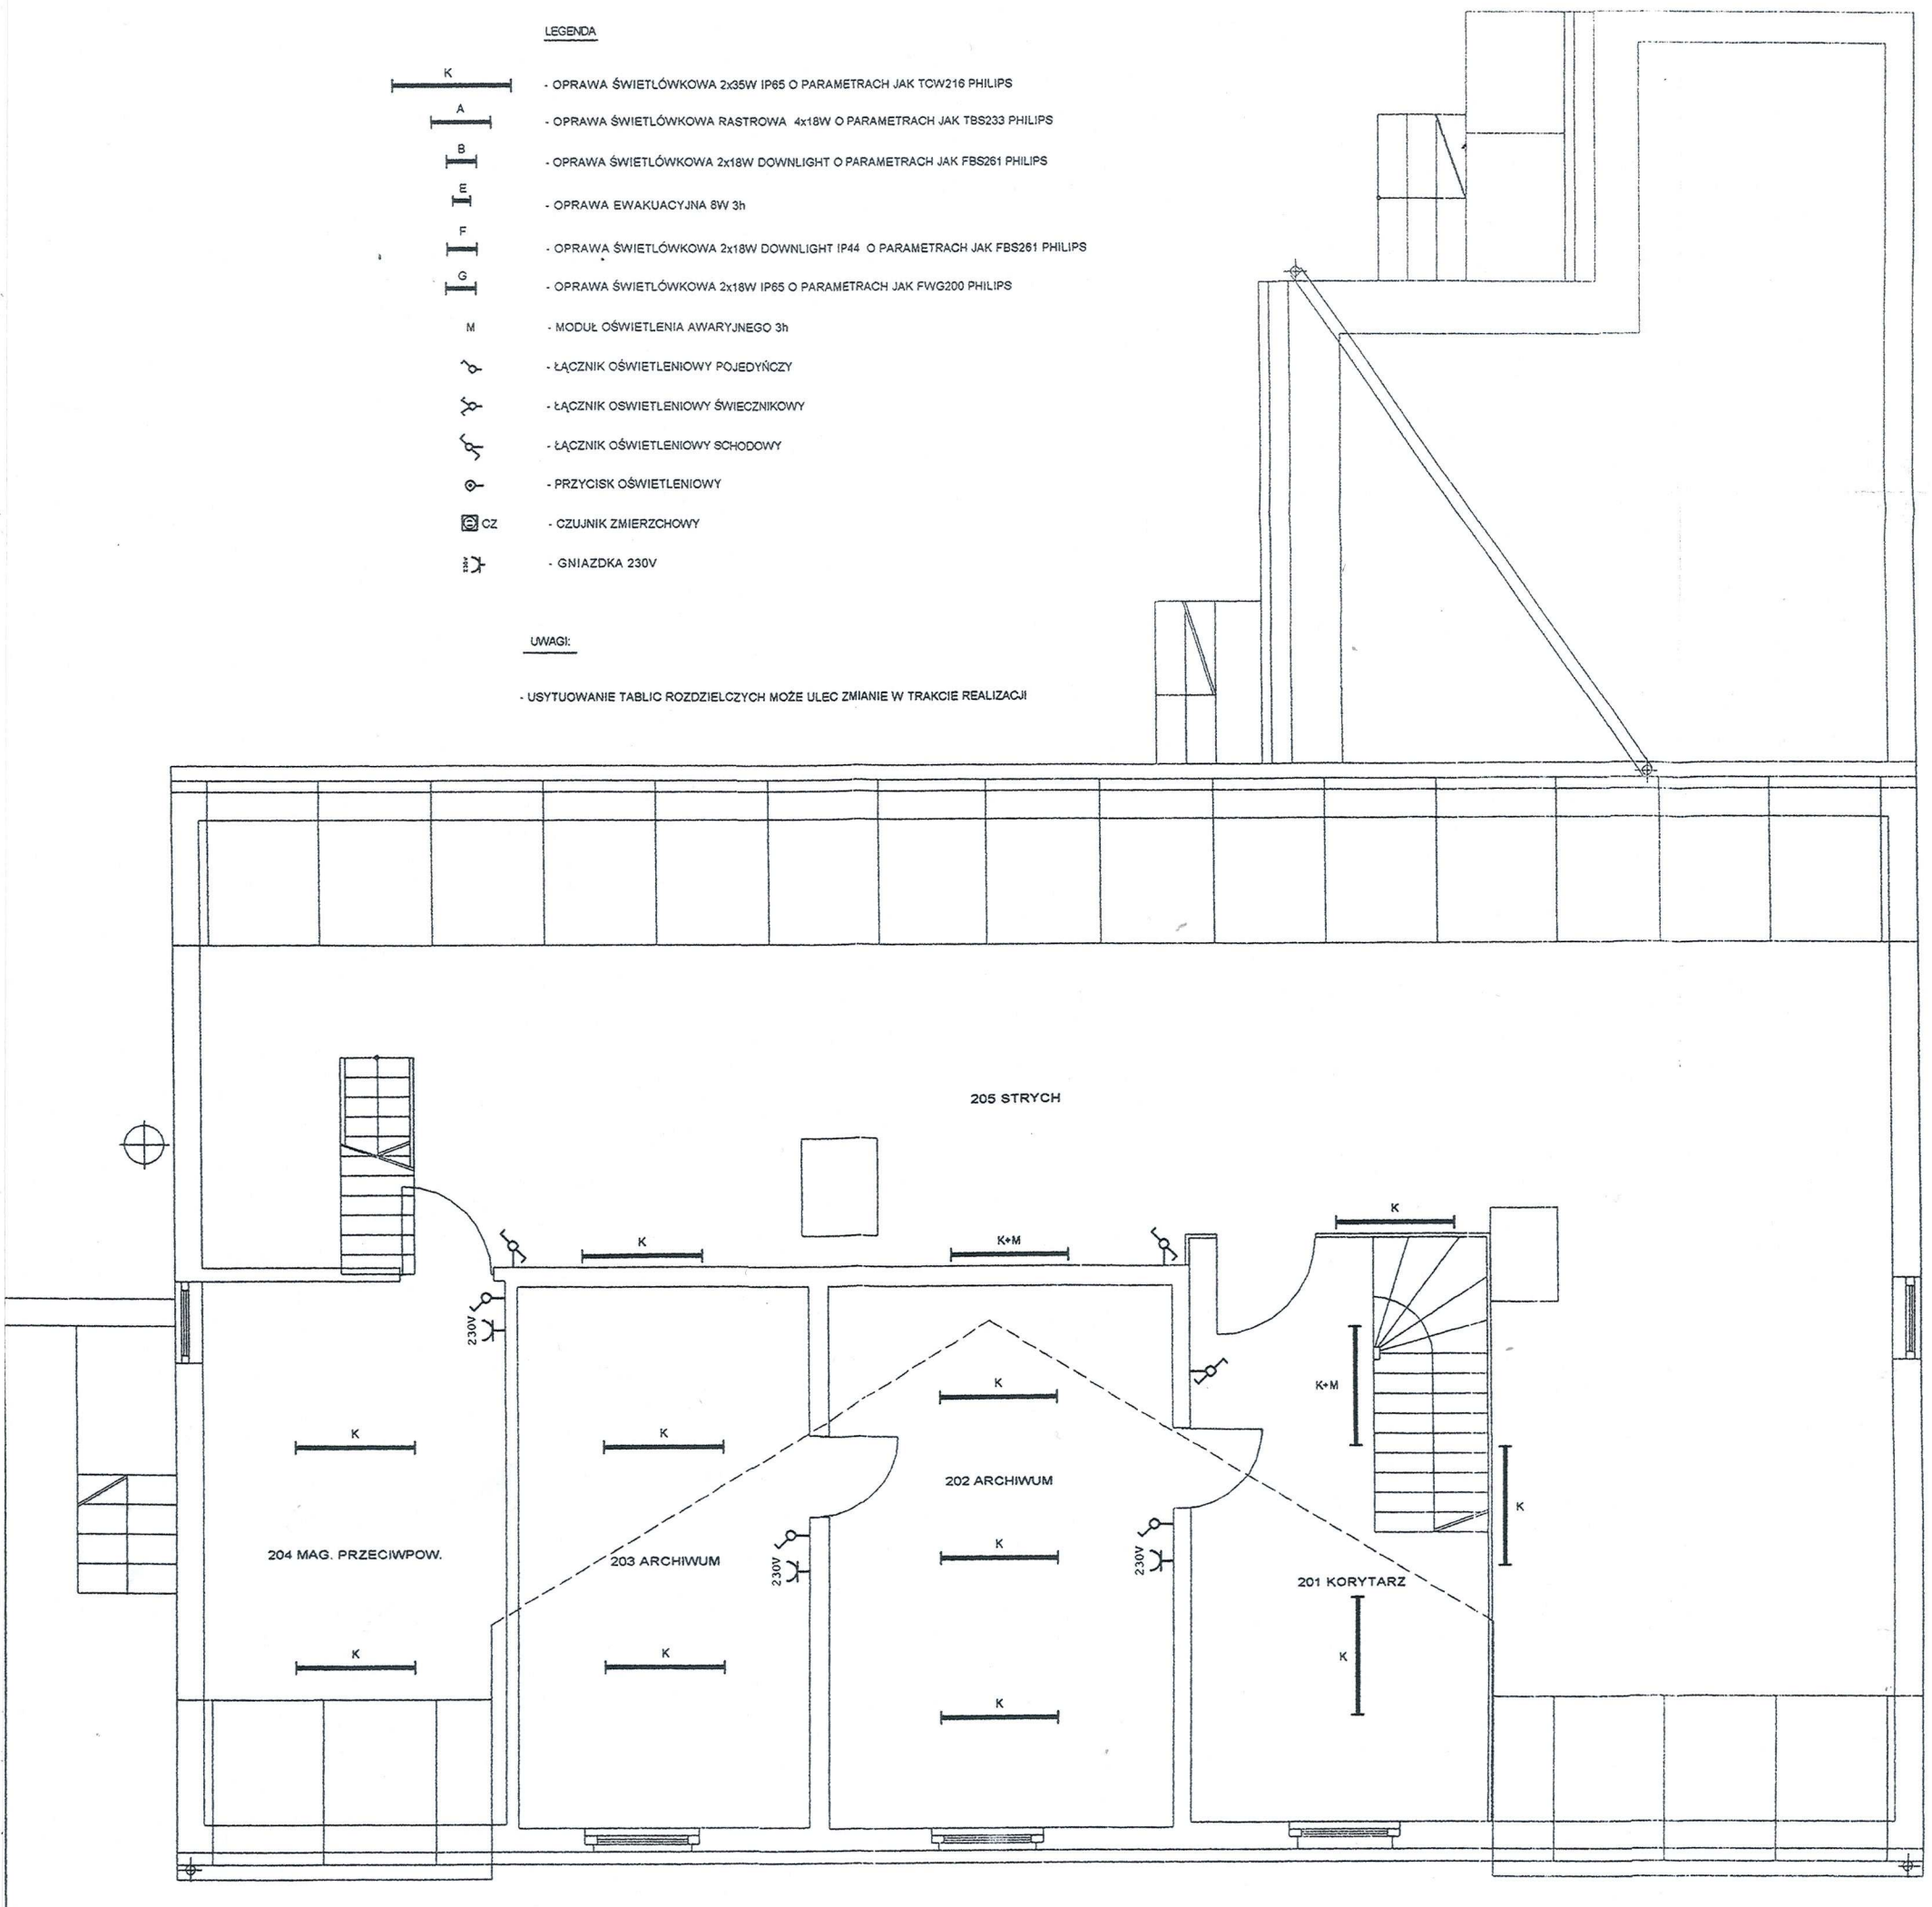 LEGENDA
K - OPRAWA ŚWIETLÓWKOWA 2x35W IP65 O PARAMETRACH JAK TCW216 PHILIPS
A - OPRAWA ŚWIETLÓWKOWA RASTROWA 4x18W O PARAMETRACH JAK TBS233 PHILIPS
B - OPRAWA ŚWIETLÓWKOWA 2x18W DOWNLIGHT O PARAMETRACH JAK FBS261 PHILIPS
E - OPRAWA EWAKUACYJNA 8W 3h
F - OPRAWA ŚWIETLÓWKOWA 2x18W DOWNLIGHT IP44 O PARAMETRACH JAK FBS261 PHILIPS
G - OPRAWA ŚWIETLÓWKOWA 2x18W IP65 O PARAMETRACH JAK FWG200 PHILIPS
M - MODUŁ OŚWIETLENIA AWARYJNEGO 3h
- ŁĄCZNIK OŚWIETLENIOWY POJEDYŃCZY
- ŁĄCZNIK OSWIETLENIOWY ŚWIECZNIKOWY
- ŁĄCZNIK OŚWIETLENIOWY SCHODOWY
- PRZYCISK OŚWIETLENIOWY
CZ - CZUJNIK ZMIERZCHOWY
230V - GNIAZDKA 230V
UWAGI:
- USYTUOWANIE TABLIC ROZDZIELCZYCH MOŻE ULEC ZMIANIE W TRAKCIE REALIZACJI
205 STRYCH
K
K
K+M
230V
K+M
K
K
K
202 ARCHIWUM
K
204 MAG. PRZECIWPOW.
203 ARCHIWUM
K
230V
230V
201 KORYTARZ
K
K
K
K